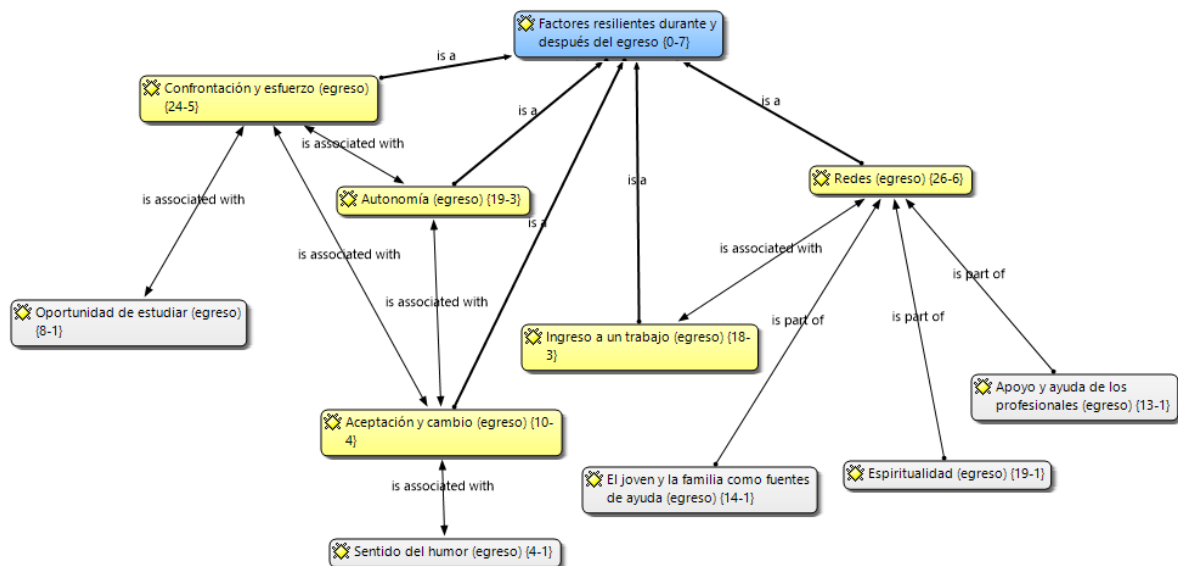 Factores resilientes durante y
después del egreso {0-7}
is a
Confrontación y esfuerzo (egreso)
{24-5}
is a
is a
is associated with
Redes (egreso) {26-6}
is a
is associated with
Autonomía (egreso) {19-3}
is a
is associated with
is associated with
is part of
is associated with
Oportunidad de estudiar (egreso)
{8-1}
is part of
is part of
Ingreso a un trabajo (egreso) {18-
3}
Apoyo y ayuda de los
profesionales (egreso) {13-1}
Aceptación y cambio (egreso) {10-
4}
Espiritualidad (egreso) {19-1}
El joven y la familia como fuentes
de ayuda (egreso) {14-1}
is associated with
Sentido del humor (egreso) {4-1}